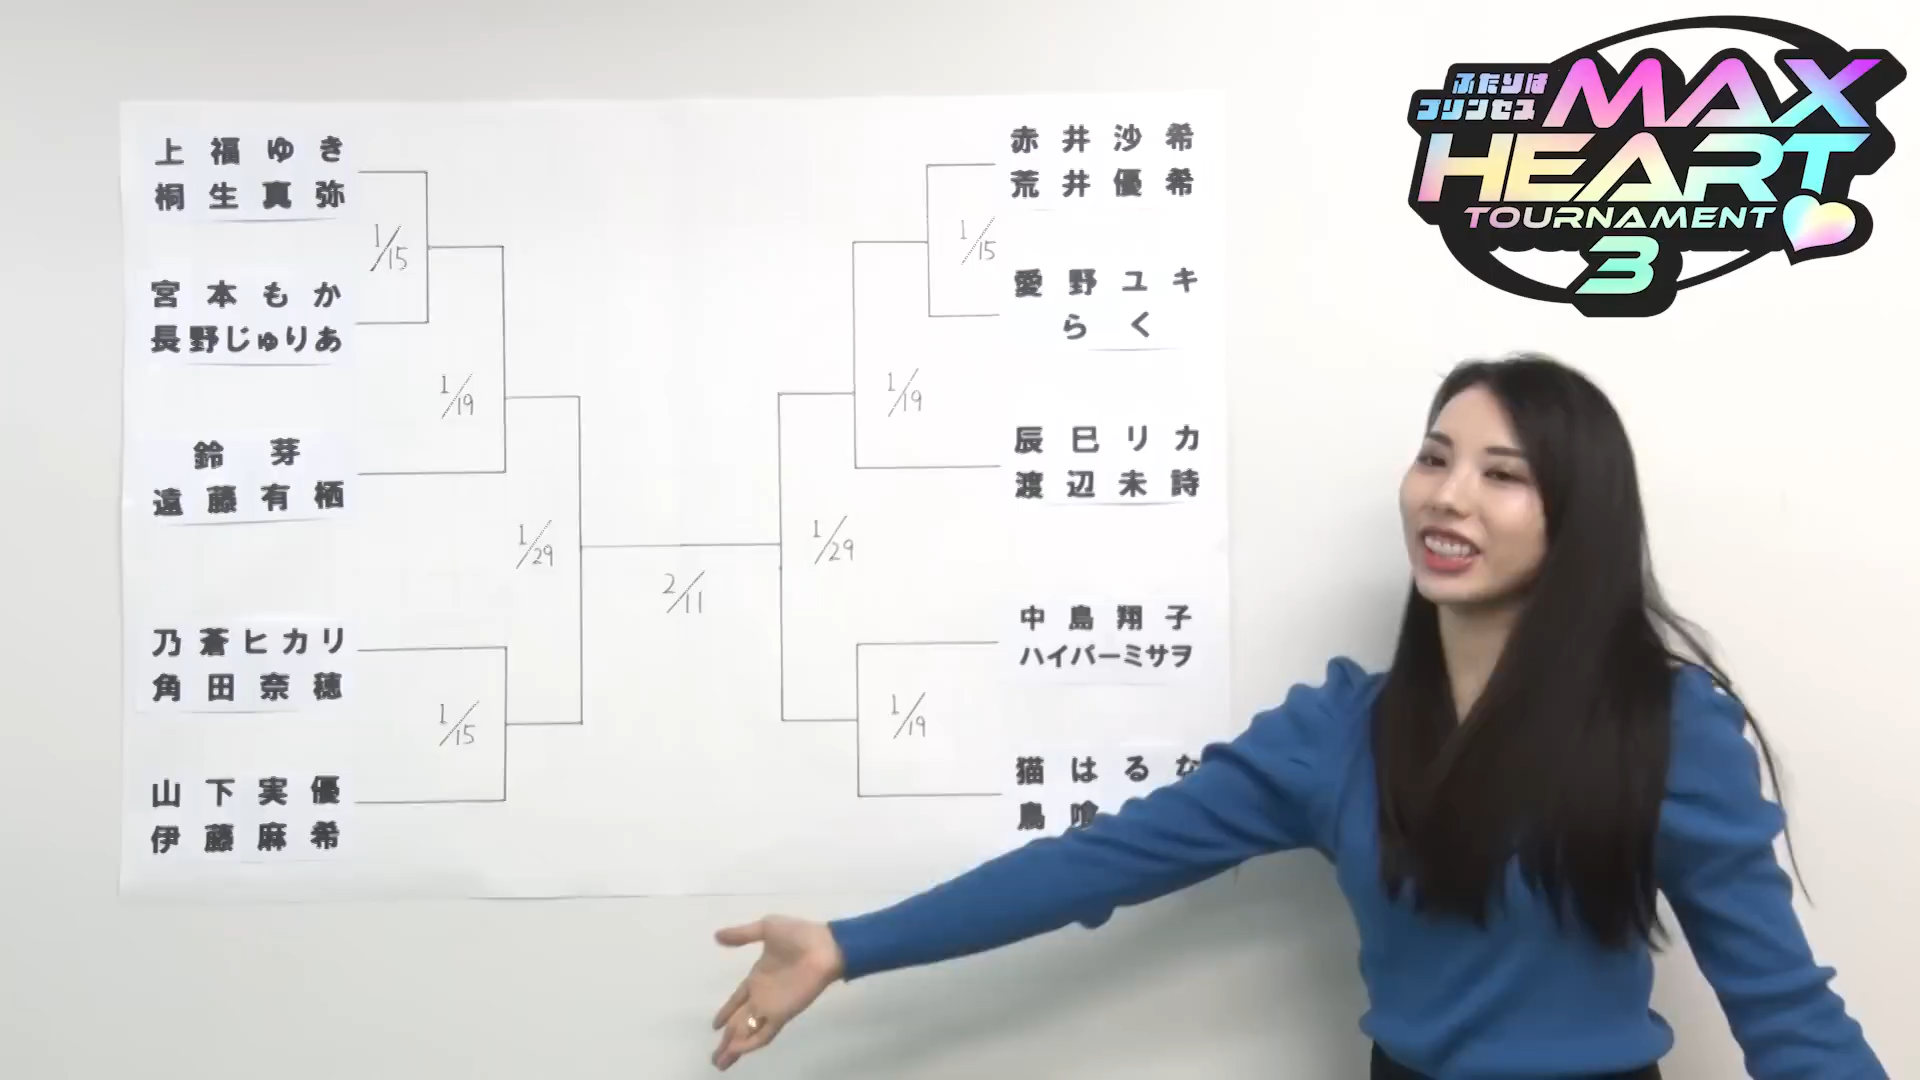 上福ゆき
桐生真弥
1/15
宮本もか
長野じゅりあ
1/19
鈴芽
遠藤有栖
1/29
乃蒼ヒカリ
角田奈穂
1/15
山下実優
伊藤麻希
2/11
赤井沙希
荒井優希
1/15
愛野ユキ
らく
1/19
辰巳リカ
渡辺未詩
1/29
中島翔子
ハイパーミサヲ
1/19
猫はるな
鳥喰
ふたりは
プリンセス
MAX
HEART
TOURNAMENT
3